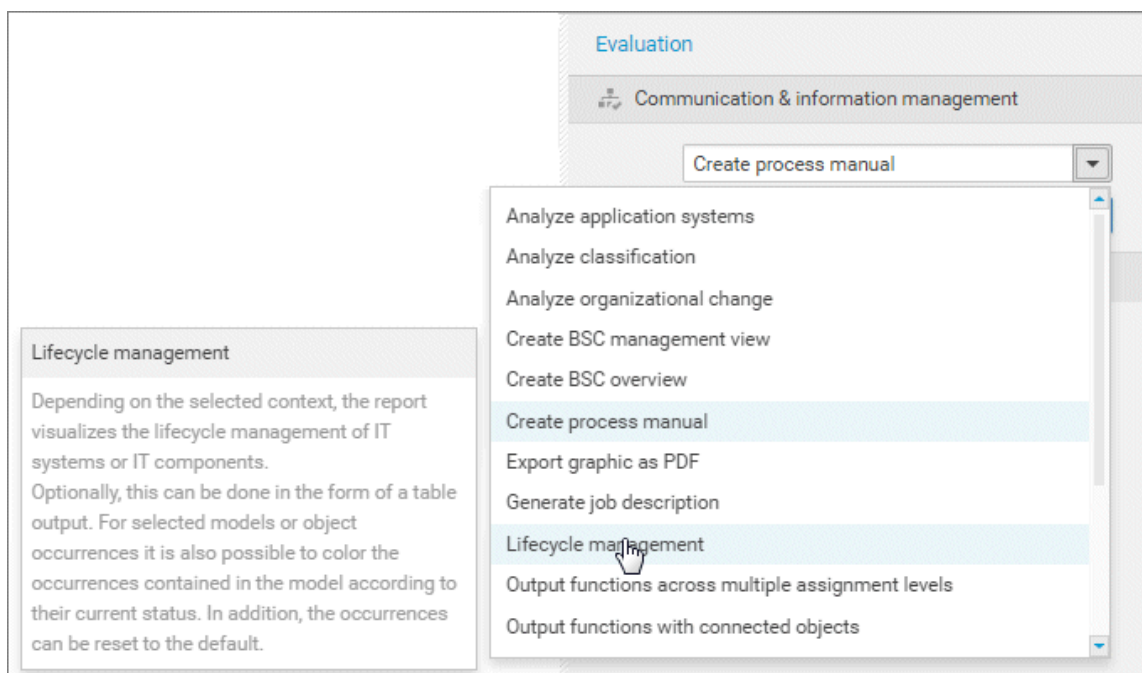 Evaluation
Communication & information management
Create process manual
Analyze application systems
Analyze classification
Analyze organizational change
Create BSC management view
Create BSC overview
Create process manual
Export graphic as PDF
Generate job description
Lifecycle management
Output functions across multiple assignment levels
Output functions with connected objects
Lifecycle management
Depending on the selected context, the report
visualizes the lifecycle management of IT
systems or IT components.
Optionally, this can be done in the form of a table
output. For selected models or object
occurrences it is also possible to color the
occurrences contained in the model according to
their current status. In addition, the occurrences
can be reset to the default.